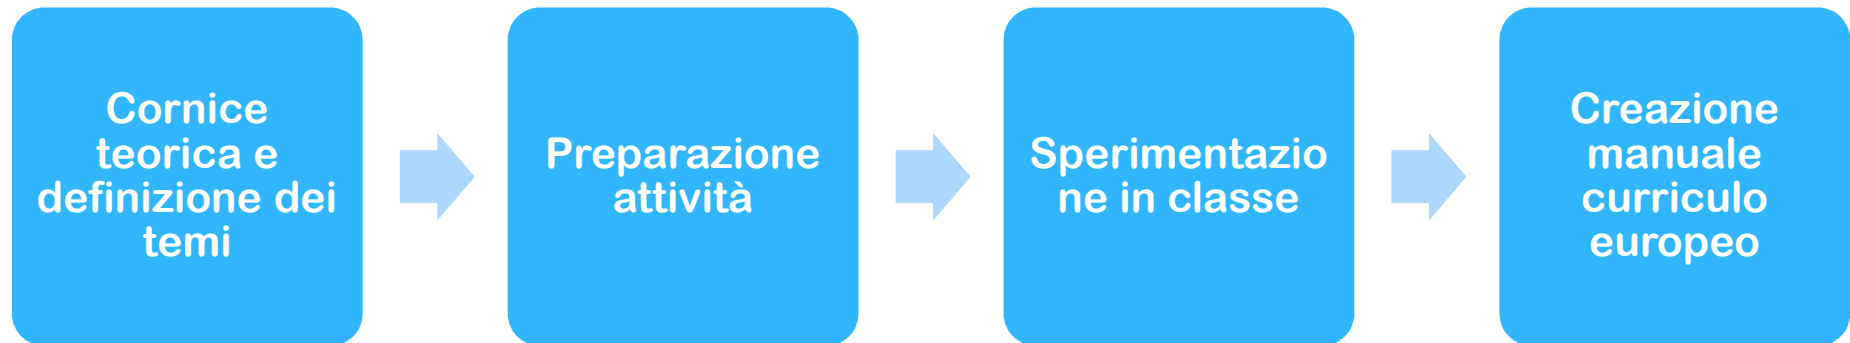 Cornice
teorica e
definizione dei
temi
Preparazione
attività
Sperimentazio
ne in classe
Creazione
manuale
curriculo
europeo